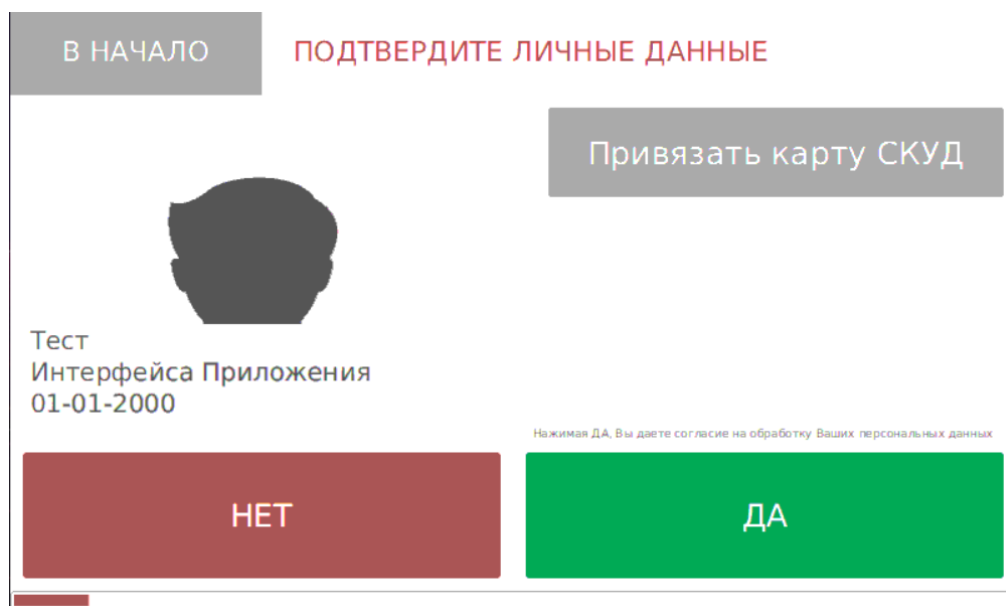 В НАЧАЛО
ПОДТВЕРДИТЕ ЛИЧНЫЕ ДАННЫЕ
Привязать карту СКУД
Тест
Интерфейса Приложения
01-01-2000
Нажимая ДА, Вы даете согласие на обработку Ваших персональных данных
НЕТ
ДА